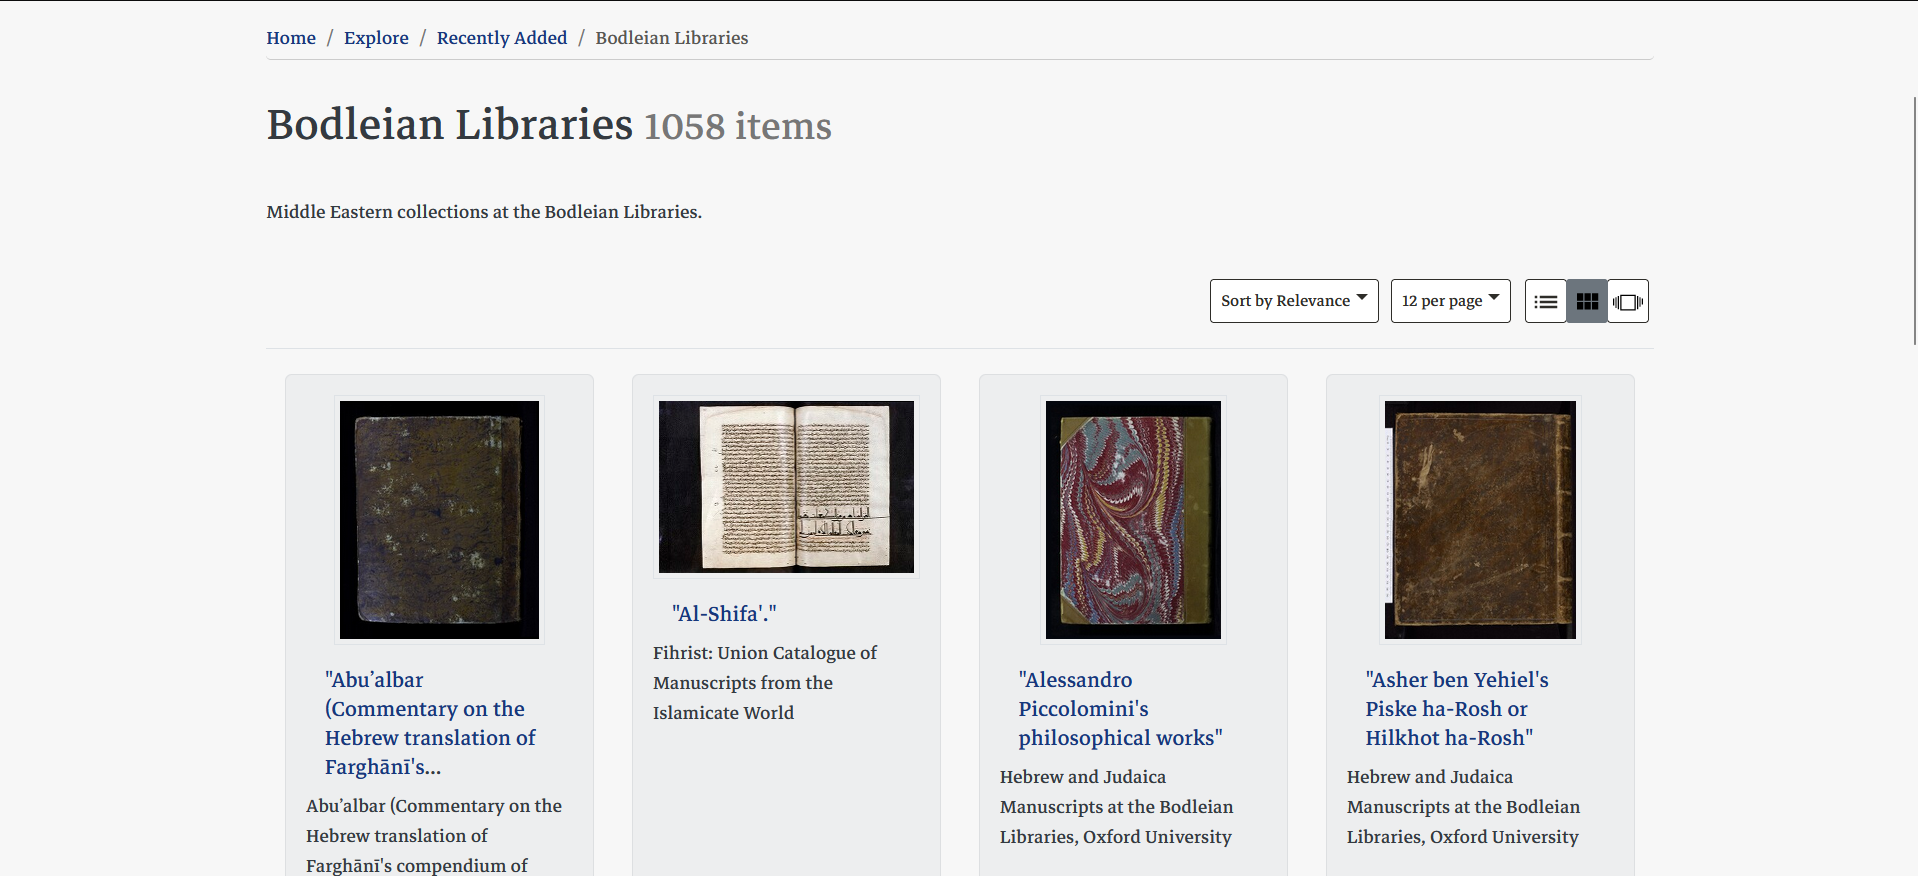 Home / Explore / Recently Added / Bodleian Libraries
Bodleian Libraries 1058 items
Middle Eastern collections at the Bodleian Libraries.
Sort by Relevance
12 per page
"Abu’albar
(Commentary on the
Hebrew translation of
Farghānī's...
Abu’albar (Commentary on the
Hebrew translation of
Farghānī's compendium of
"Al-Shifa'."
Fihrist: Union Catalogue of
Manuscripts from the
Islamicate World
"Alessandro
Piccolomini's
philosophical works"
Hebrew and Judaica
Manuscripts at the Bodleian
Libraries, Oxford University
"Asher ben Yehiel's
Piske ha-Rosh or
Hilkhot ha-Rosh"
Hebrew and Judaica
Manuscripts at the Bodleian
Libraries, Oxford University